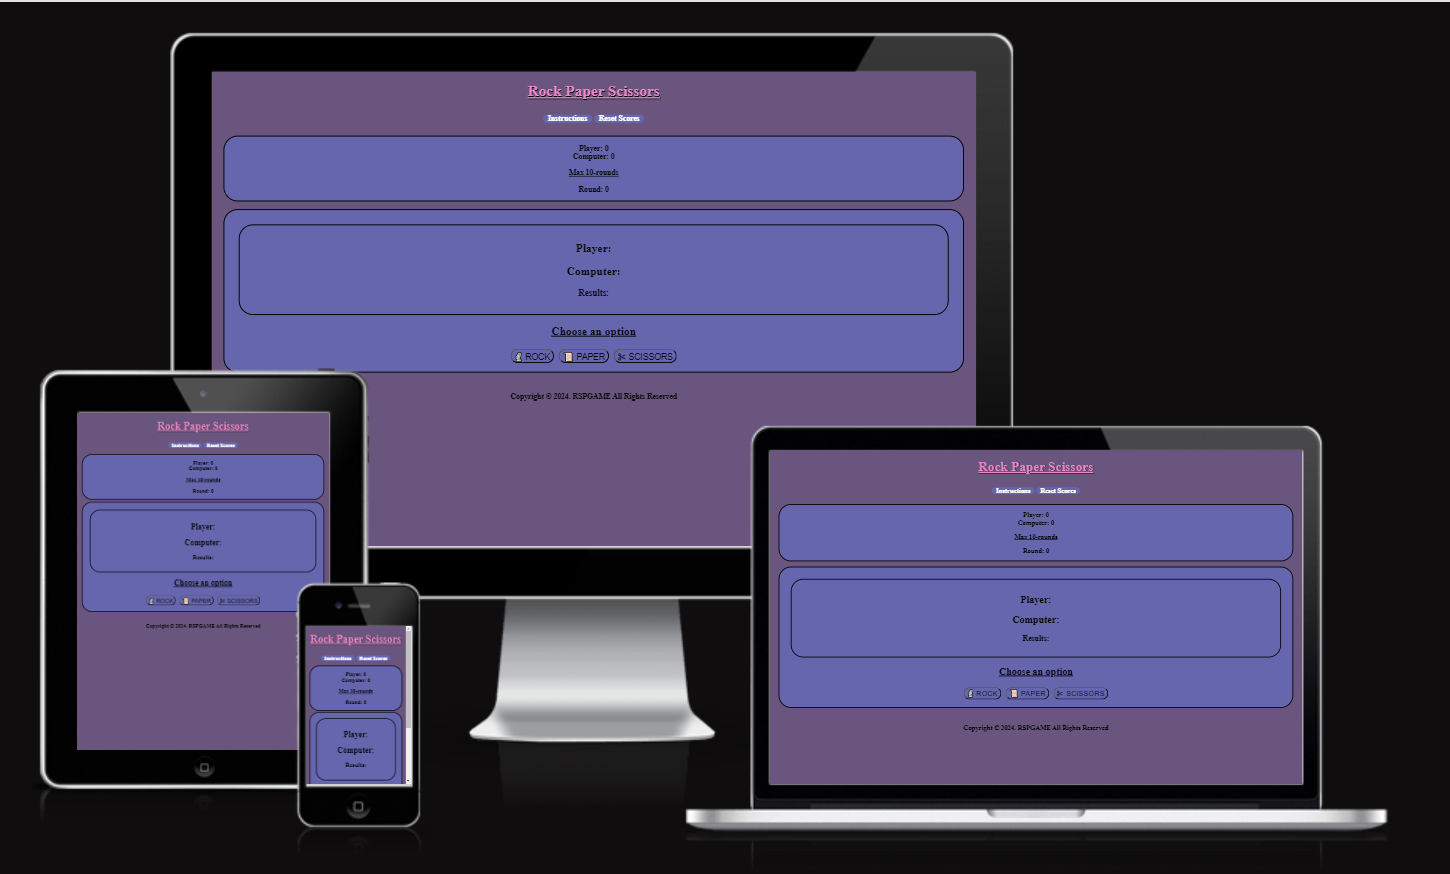 Rock Paper Scissors
Instructions Reset Scores
Player: 0
Computer: 0
Max 10-rounds
Round: 0
Player:
Computer:
Results:
Choose an option
ROCK PAPER SCISSORS
Copyright © 2024. RSPGAME All Rights Reserved
Rock Paper Scissors
Instructions Reset Scores
Player: 0
Computer: 0
Max 10-rounds
Round: 0
Player:
Computer:
Results:
Choose an option
ROCK PAPER SCISSORS
Copyright © 2024. RSPGAME All Rights Reserved
Rock Paper Scissors
Instructions Reset Scores
Player: 0
Computer: 0
Max 10-rounds
Round: 0
Player:
Computer:
Results:
Rock Paper Scissors
Instructions Reset Scores
Player: 0
Computer: 0
Max 10-rounds
Round: 0
Player:
Computer:
Results:
Choose an option
ROCK PAPER SCISSORS
Copyright © 2024. RSPGAME All Rights Reserved